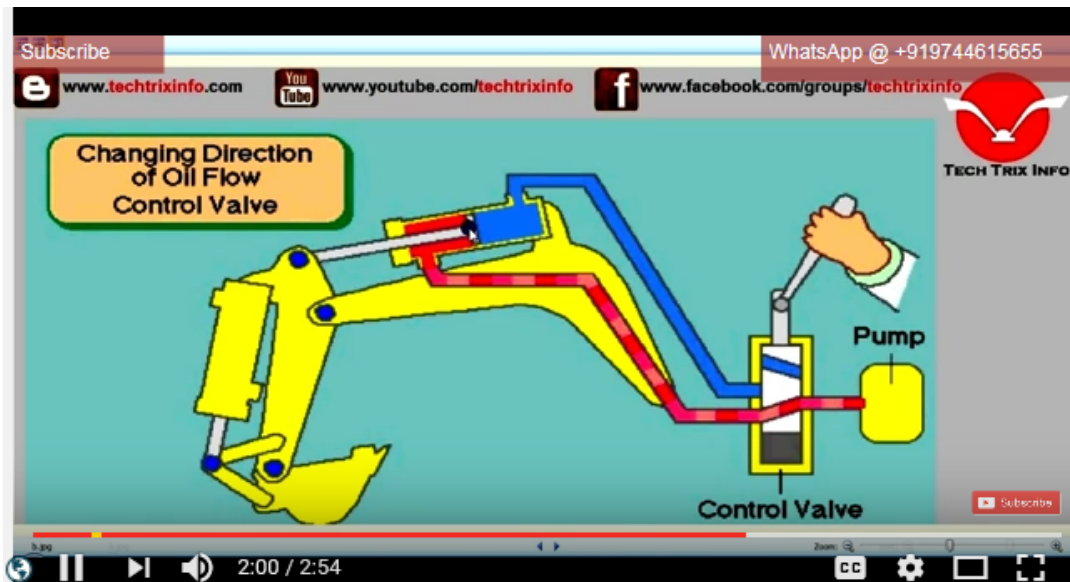 Subscribe
WhatsApp @ +919744615655
www.techtrixinfo.com
You
Tube
www.youtube.com/techtrixinfo
f
www.facebook.com/groups/techtrixinfo
TECH TRIX INFO
Changing Direction
of Oil Flow
Control Valve
Pump
Control Valve
Subscribe
b.jpg
Zoom:
2:00 / 2:54
CC